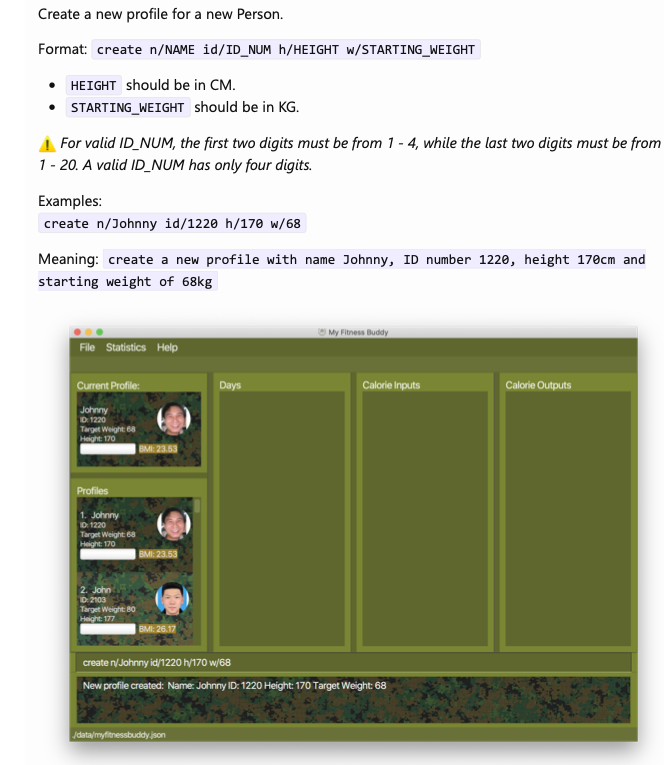 Create a new profile for a new Person.
Format: create n/NAME id/ID_NUM h/HEIGHT w/STARTING_WEIGHT
• HEIGHT should be in CM.
• STARTING_WEIGHT should be in KG.
⚠️ For valid ID_NUM, the first two digits must be from 1 - 4, while the last two digits must be from
1 - 20. A valid ID_NUM has only four digits.
Examples:
create n/Johnny id/1220 h/170 w/68
Meaning: create a new profile with name Johnny, ID number 1220, height 170cm and
starting weight of 68kg
My Fitness Buddy
File Statistics Help
Current Profile:
Johnny
ID: 1220
Target Weight: 68
Height: 170
BMI: 23.53
Profiles
1. Johnny
ID: 1220
Target Weight: 68
Height: 170
BMI: 23.53
2. John
ID: 2103
Target Weight: 80
Height: 177
BMI: 26.17
Days
Calorie Inputs
Calorie Outputs
create n/Johnny id/1220 h/170 w/68
New profile created: Name: Johnny ID: 1220 Height: 170 Target Weight: 68
./data/myfitnessbuddy.json